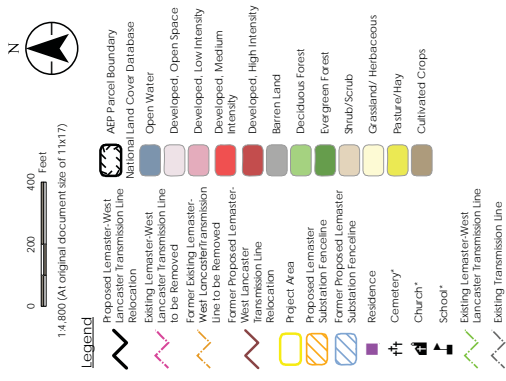 N
0 200 400
Feet
1:4,800 (At original document size of 11x17)
Legend
Proposed Lemaster-West
Lancaster Transmission Line
Relocation
Existing Lemaster-West
Lancaster Transmission Line
to be Removed
Former Existing Lemaster-
West LancasterTransmission
Line to be Removed
Former Proposed Lemaster-
West Lancaster
Transmission Line
Relocation
Project Area
Proposed Lemaster
Substation Fenceline
Former Proposed Lemaster
Substation Fenceline
Residence
Cemetery*
Church*
School*
Existing Lemaster-West
Lancaster Transmission Line
Existing Transmission Line
AEP Parcel Boundary
National Land Cover Database
Open Water
Developed, Open Space
Developed, Low Intensity
Developed, Medium
Intensity
Developed, High Intensity
Barren Land
Deciduous Forest
Evergreen Forest
Shrub/Scrub
Grassland/ Herbaceous
Pasture/Hay
Cultivated Crops